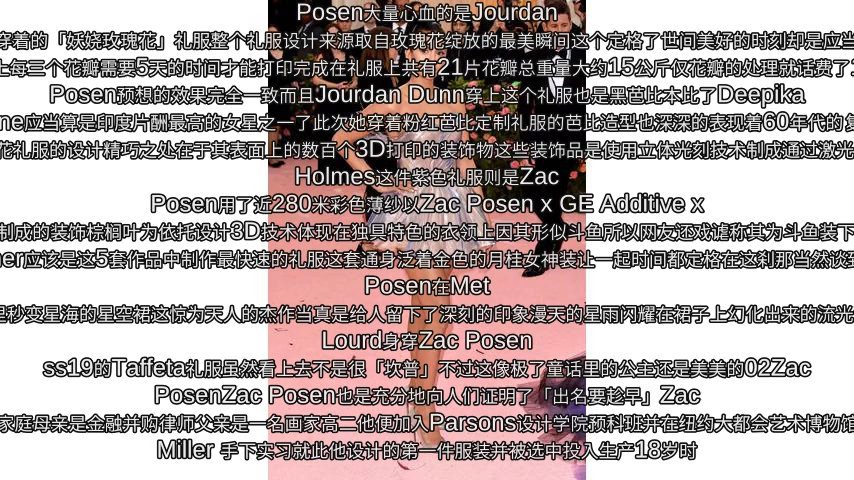 Posen大量心血的是Jourdan
穿着的「妖娆玫瑰花」礼服整个礼服设计来源取自玫瑰花绽放的最美瞬间这个定格了世间美好的时刻却是应当
上每三个花瓣需要5天的时间才能打印完成在礼服上共有21片花瓣总重量大约15公斤仅花瓣的处理就话费了
Posen预想的效果完全一致而且Jourdan Dunn穿上这个礼服也是黑芭比本比了Deepika
ne应当算是印度片酬最高的女星之一了此次她穿着粉红芭比定制礼服的芭比造型也深深的表现着60年代的复
花礼服的设计精巧之处在于其表面上的数百个3D打印的装饰物这些装饰品是使用立体光刻技术制成通过激光
Holmes这件紫色礼服则是Zac
Posen用了近280米彩色薄纱以Zac Posen x GE Additive x
制成的装饰棕榈叶为依托设计3D技术体现在独具特色的衣领上因其形似斗鱼所以网友还戏谑称其为斗鱼装下
er应该是这5套作品中制作最快速的礼服这套通身泛着金色的月桂女神装让一起时间都定格在这刹那当然谈到
Posen在Met
星秒变星海的星空裙这惊为天人的杰作当真是给人留下了深刻的印象漫天的星雨闪耀在裙子上幻化出来的流光
Lourd身穿Zac Posen
ss19的Taffeta礼服虽然看上去不是很「坎普」不过这像极了童话里的公主还是美美的02Zac
PosenZac Posen也是充分地向人们证明了「出名要趁早」Zac
家庭母亲是金融并购律师父亲是一名画家高二他便加入Parsons设计学院预科班并在纽约大都会艺术博物馆
Miller 手下实习就此他设计的第一件服装并被选中投入生产18岁时